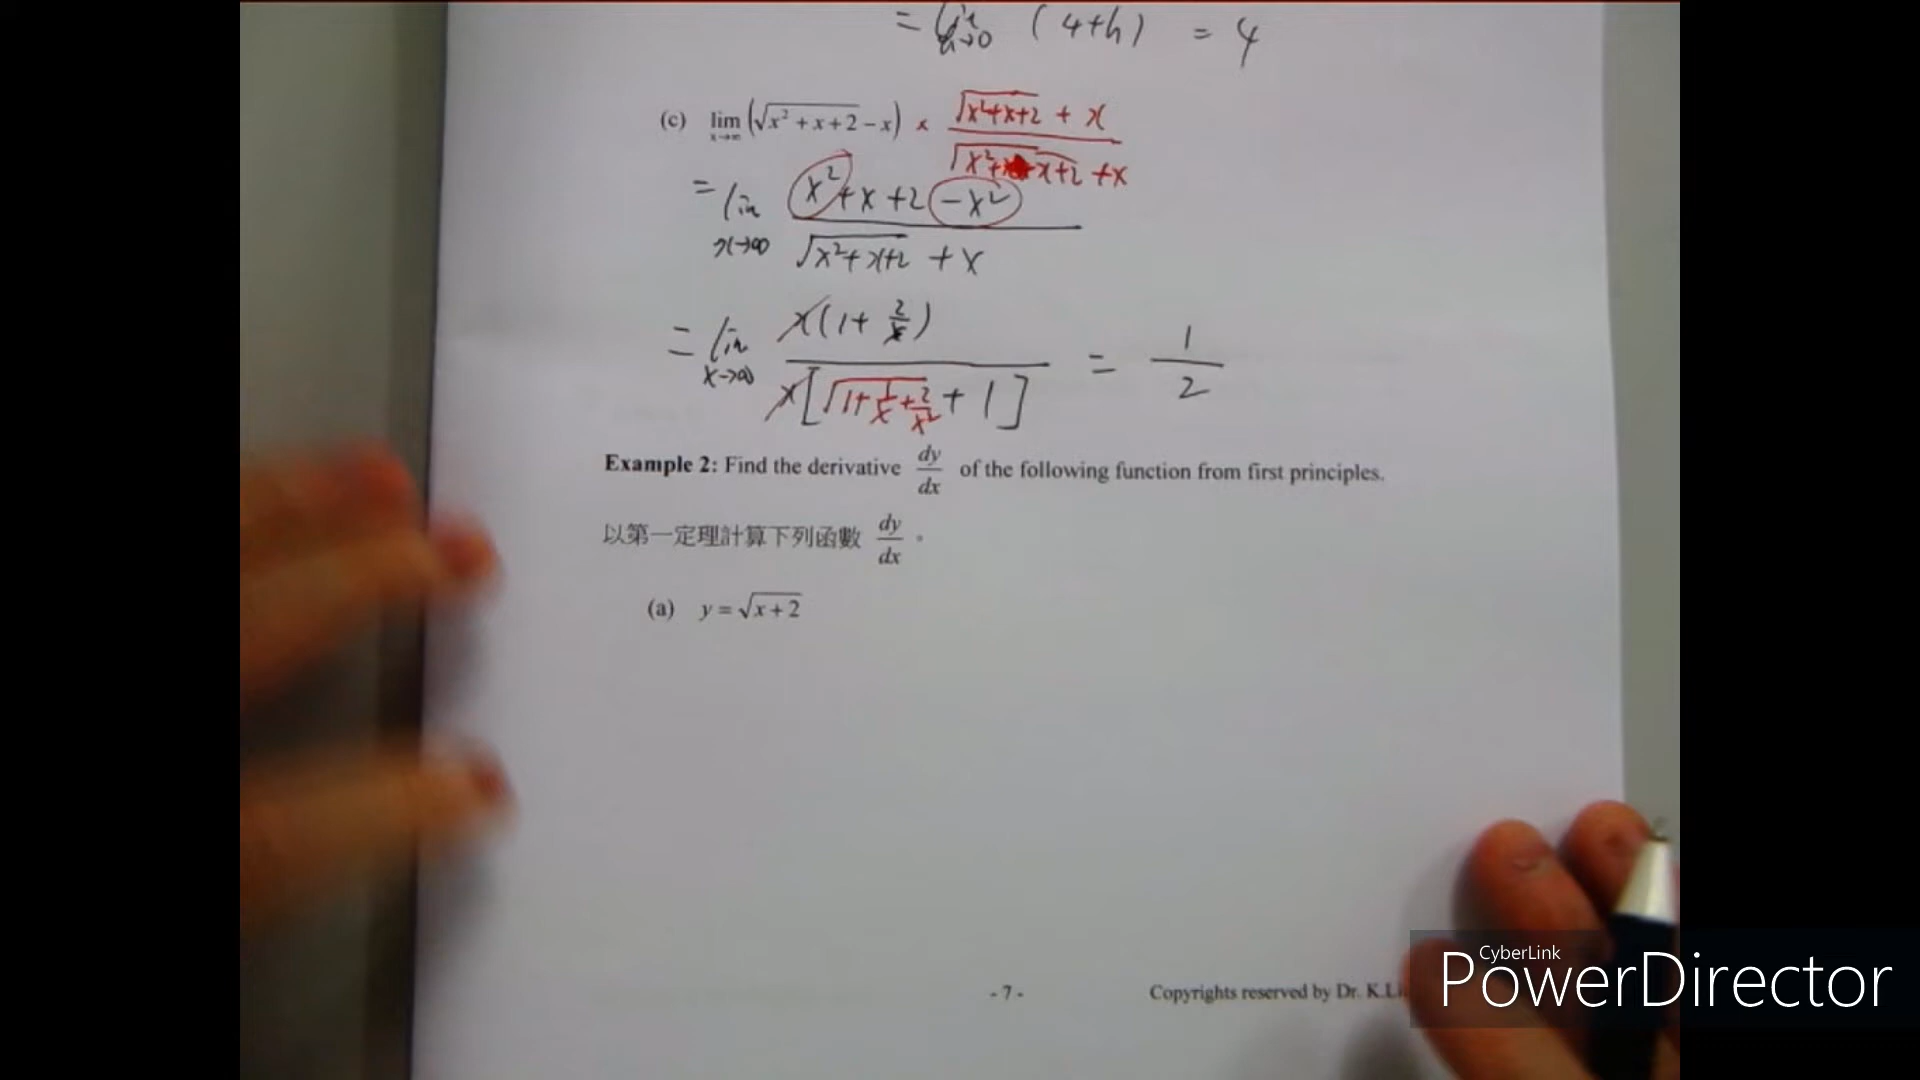 = lim h→0 (4+h) = 4
(c) lim x→∞ (√x² + x + 2 − x) × √x²+x+2 + x / √x²+x+2 + x
= lim x→∞ x² + x + 2 − x² / √x²+x+2 + x
= lim x→∞ x(1 + 2/x) / x[√1+1/x+2/x² + 1] = 1/2
Example 2: Find the derivative dy/dx of the following function from first principles.
以第一定理計算下列函數 dy/dx 。
(a) y = √x + 2
- 7 -
Copyrights reserved by Dr. K.
CyberLink
PowerDirector